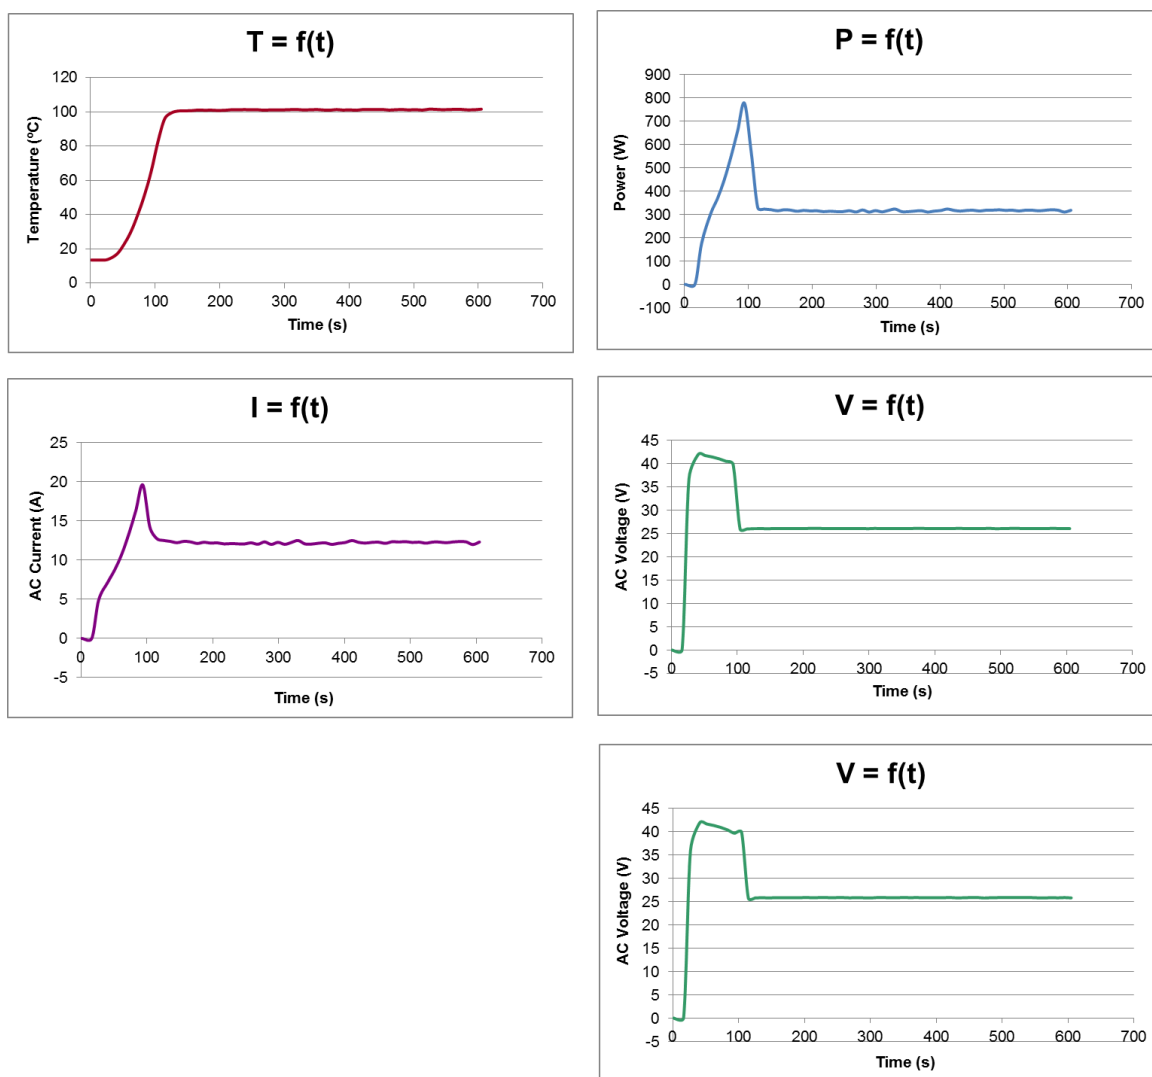 T = f(t)
120
100
80
60
40
20
0
Temperature (ºC)
0 100 200 300 400 500 600 700
Time (s)
P = f(t)
900
800
700
600
500
400
300
200
100
0
-100
Power (W)
0 100 200 300 400 500 600 700
Time (s)
I = f(t)
25
20
15
10
5
0
-5
AC Current (A)
0 100 200 300 400 500 600 700
Time (s)
V = f(t)
45
40
35
30
25
20
15
10
5
0
-5
AC Voltage (V)
0 100 200 300 400 500 600 700
Time (s)
V = f(t)
45
40
35
30
25
20
15
10
5
0
-5
AC Voltage (V)
0 100 200 300 400 500 600 700
Time (s)